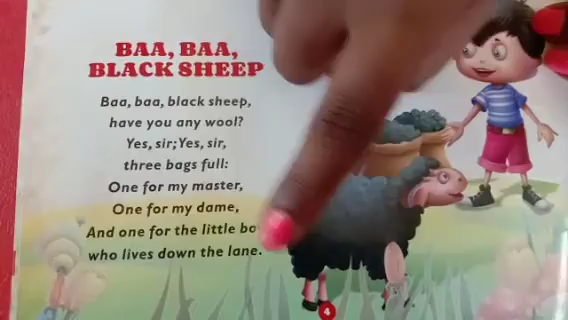 BAA, BAA,
BLACK SHEEP
Baa, baa, black sheep,
have you any wool?
Yes, sir;Yes, sir,
three bags full:
One for my master,
One for my dame,
And one for the little
who lives down the lane.
4